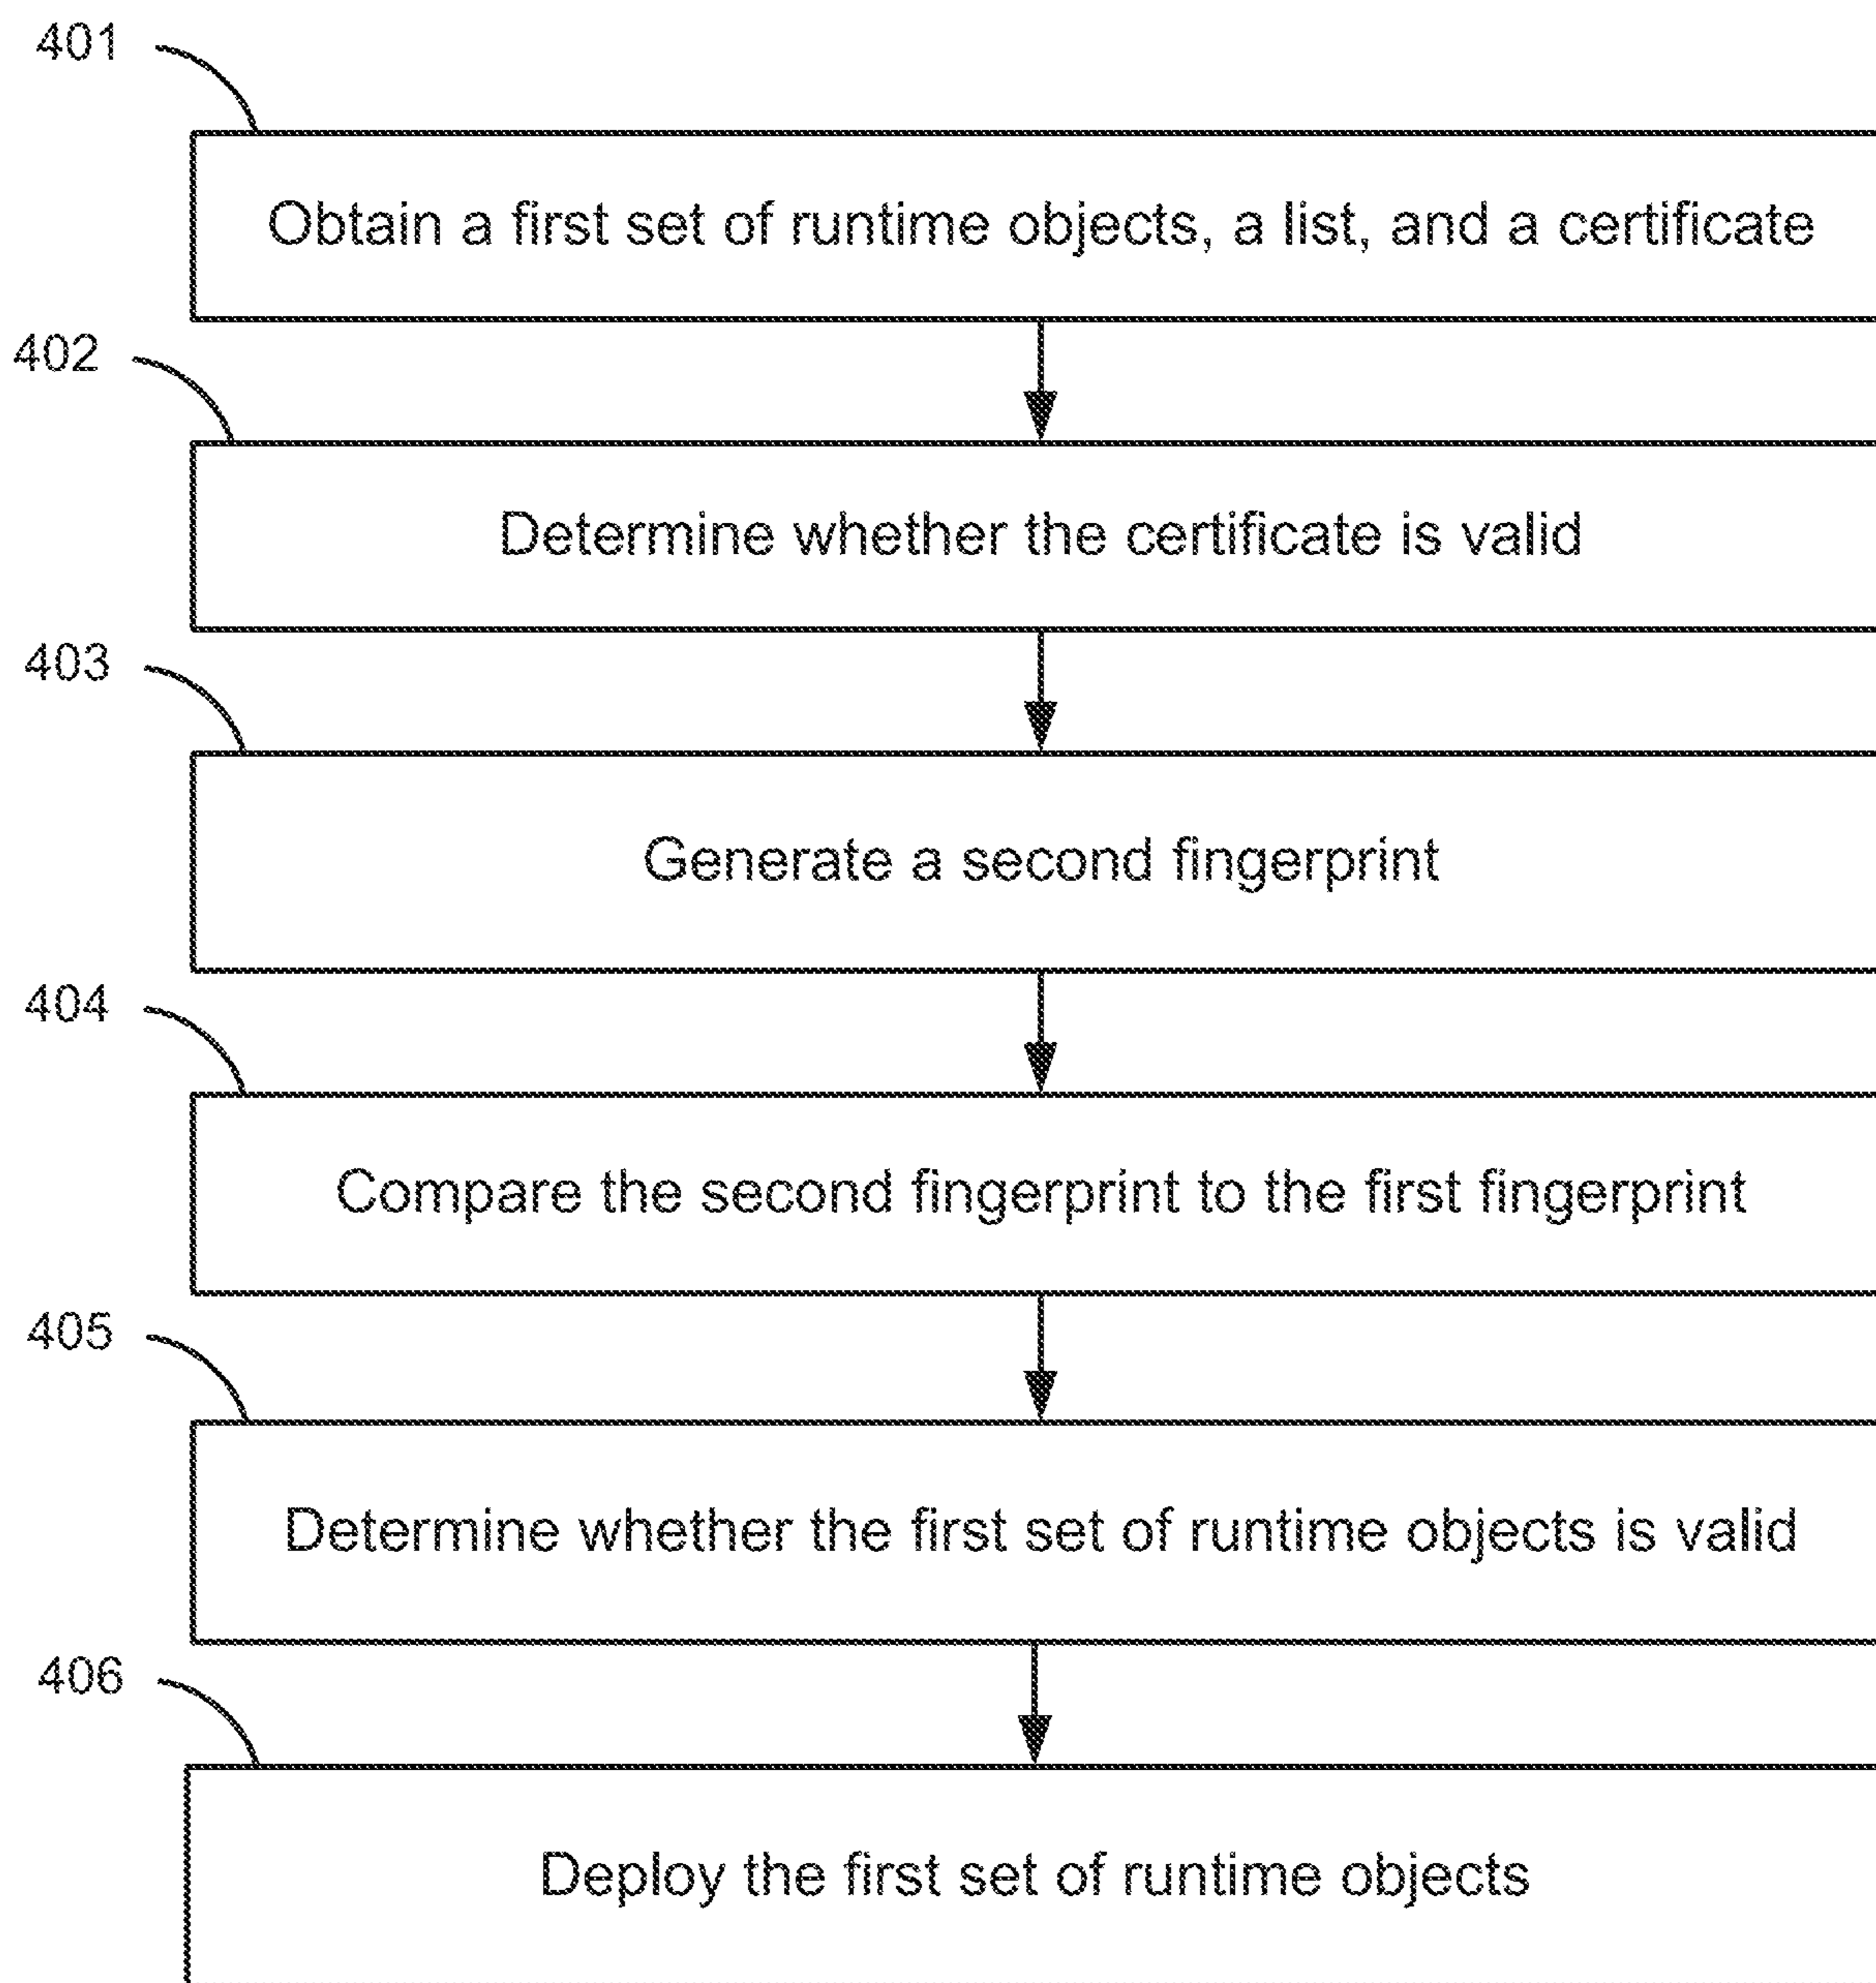 401
Obtain a first set of runtime objects, a list, and a certificate
402
Determine whether the certificate is valid
403
Generate a second fingerprint
404
Compare the second fingerprint to the first fingerprint
405
Determine whether the first set of runtime objects is valid
406
Deploy the first set of runtime objects